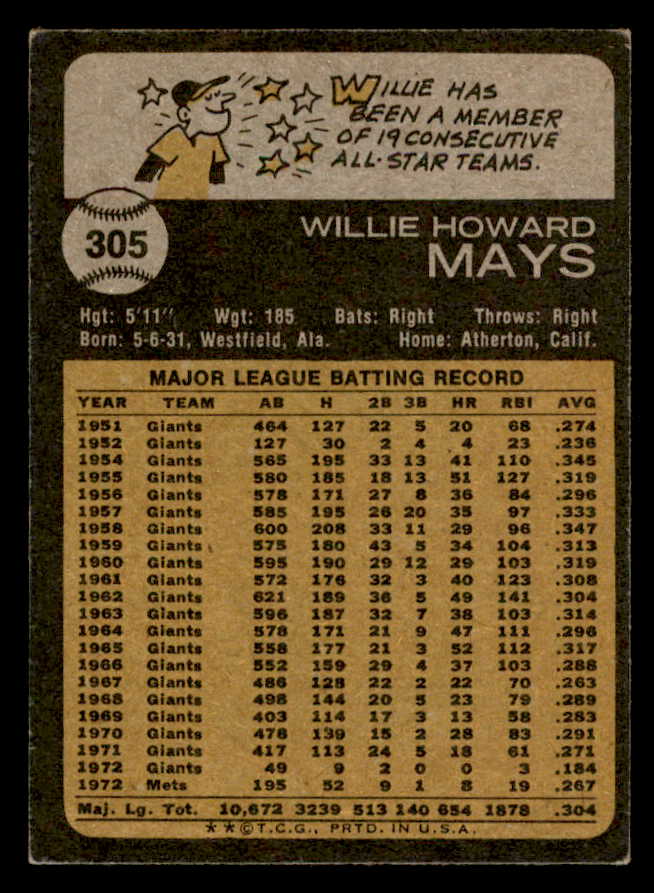 WILLIE HAS
BEEN A MEMBER
OF 19 CONSECUTIVE
ALL-STAR TEAMS.
305
WILLIE HOWARD
MAYS
Hgt: 5'11" Wgt: 185 Bats: Right Throws: Right
Born: 5-6-31, Westfield, Ala. Home: Atherton, Calif.
MAJOR LEAGUE BATTING RECORD
YEAR TEAM AB H 2B 3B HR RBI AVG
1951 Giants 464 127 22 5 20 68 .274
1952 Giants 127 30 2 4 4 23 .236
1954 Giants 565 195 33 13 41 110 .345
1955 Giants 580 185 18 13 51 127 .319
1956 Giants 578 171 27 8 36 84 .296
1957 Giants 585 195 26 20 35 97 .333
1958 Giants 600 208 33 11 29 96 .347
1959 Giants 575 180 43 5 34 104 .313
1960 Giants 595 190 29 12 29 103 .319
1961 Giants 572 176 32 3 40 123 .308
1962 Giants 621 189 36 5 49 141 .304
1963 Giants 596 187 32 7 38 103 .314
1964 Giants 578 171 21 9 47 111 .296
1965 Giants 558 177 21 3 52 112 .317
1966 Giants 552 159 29 4 37 103 .288
1967 Giants 486 128 22 2 22 70 .263
1968 Giants 498 144 20 5 23 79 .289
1969 Giants 403 114 17 3 13 58 .283
1970 Giants 478 139 15 2 28 83 .291
1971 Giants 417 113 24 5 18 61 .271
1972 Giants 49 9 2 0 0 3 .184
1972 Mets 195 52 9 1 8 19 .267
Maj. Lg. Tot. 10,672 3239 513 140 654 1878 .304
**©T.C.G., PRTD. IN U.S.A.